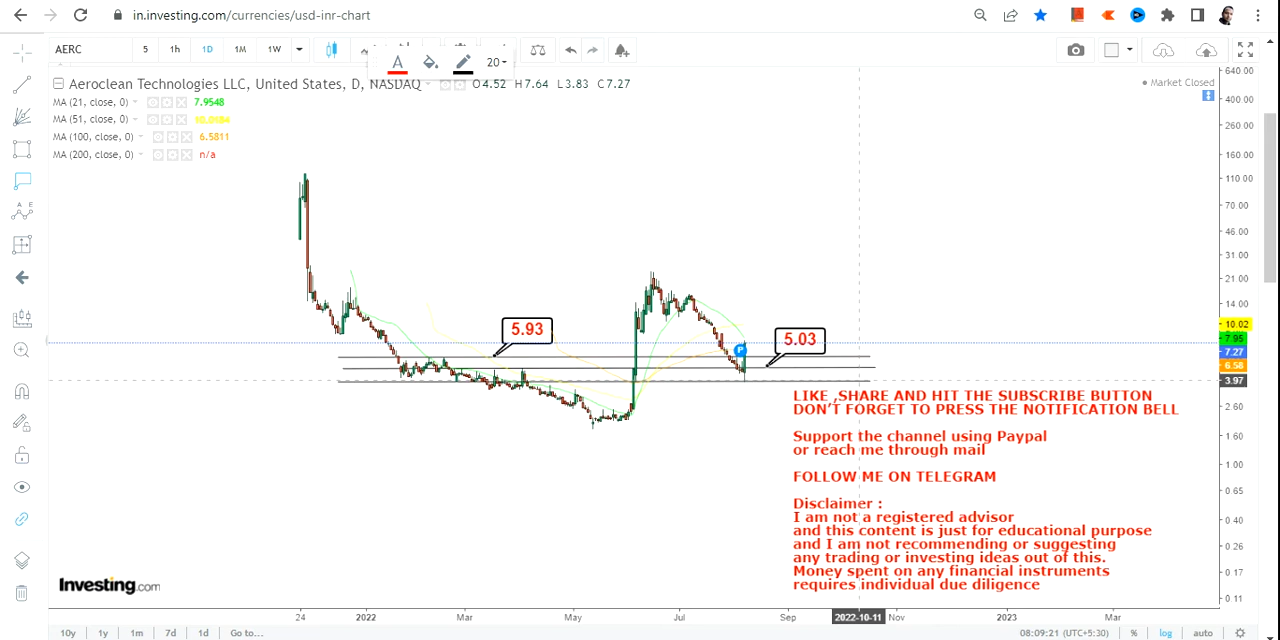 in.investing.com/currencies/usd-inr-chart
AERC 5 1h 1D 1M 1W
20
Aeroclean Technologies LLC, United States, D, NASDAQ O4.52 H7.64 L3.83 C7.27
Market Closed
MA (21, close, 0) 7.9548
MA (51, close, 0)
MA (100, close, 0) 6.5811
MA (200, close, 0) n/a
640.00
400.00
260.00
160.00
110.00
70.00
46.00
31.00
21.00
14.00
10.02
7.95
7.27
6.58
3.97
2.60
1.60
1.00
0.65
0.40
0.26
0.17
0.11
5.93
5.03
P
LIKE ,SHARE AND HIT THE SUBSCRIBE BUTTON
DON'T FORGET TO PRESS THE NOTIFICATION BELL
Support the channel using Paypal
or reach me through mail
FOLLOW ME ON TELEGRAM
Disclaimer :
I am not a registered advisor
and this content is just for educational purpose
and I am not recommending or suggesting
any trading or investing ideas out of this.
Money spent on any financial instruments
requires individual due diligence
Investing.com
24 2022 Mar May Jul Sep 2022-10-11 Nov 2023 Mar
10y 1y 1m 7d 1d Go to... 08:09:21 (UTC+5:30) % log auto